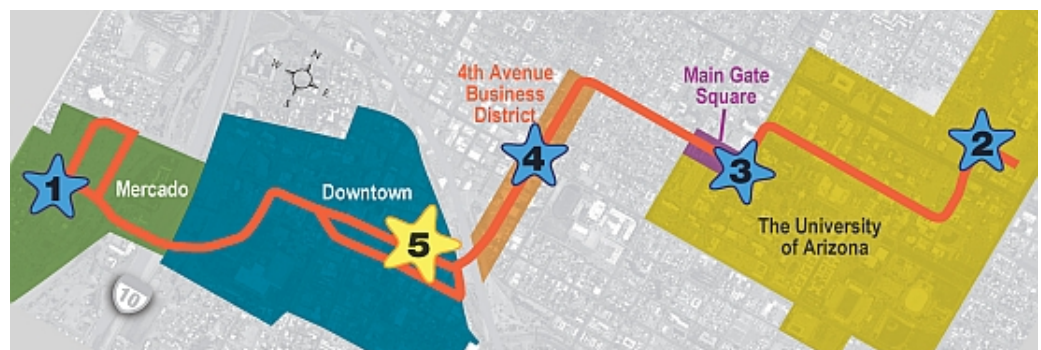 N
W
E
S
4th Avenue
Business
District
Main Gate
Square
1
Mercado
Downtown
5
4
3
2
The University
of Arizona
10